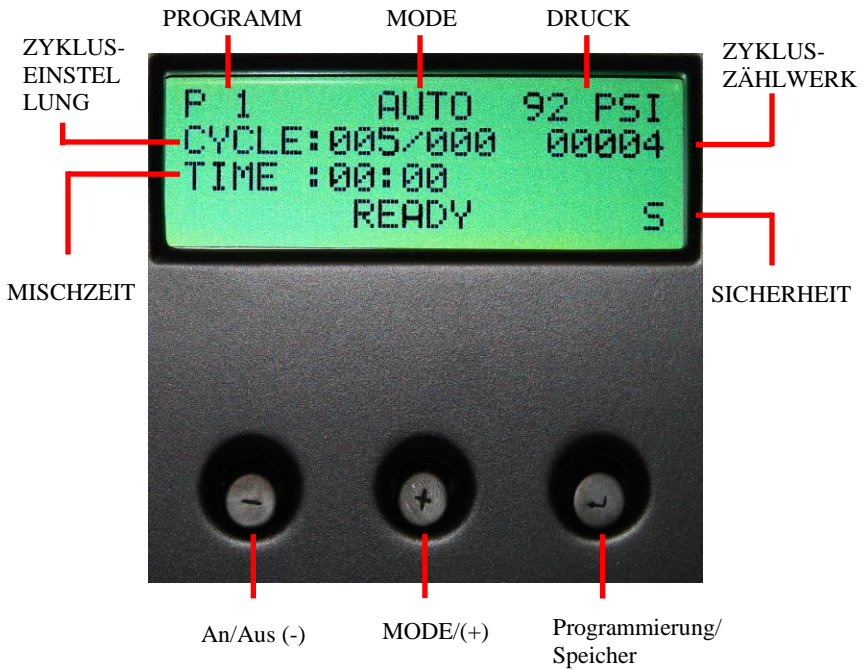 PROGRAMM MODE DRUCK
ZYKLUS-
EINSTEL
LUNG
ZYKLUS-
ZÄHLWERK
P 1 AUTO 92 PSI
CYCLE:005/000 00004
TIME :00:00
READY S
MISCHZEIT
SICHERHEIT
- + ↵
An/Aus (-)
MODE/(+)
Programmierung/
Speicher